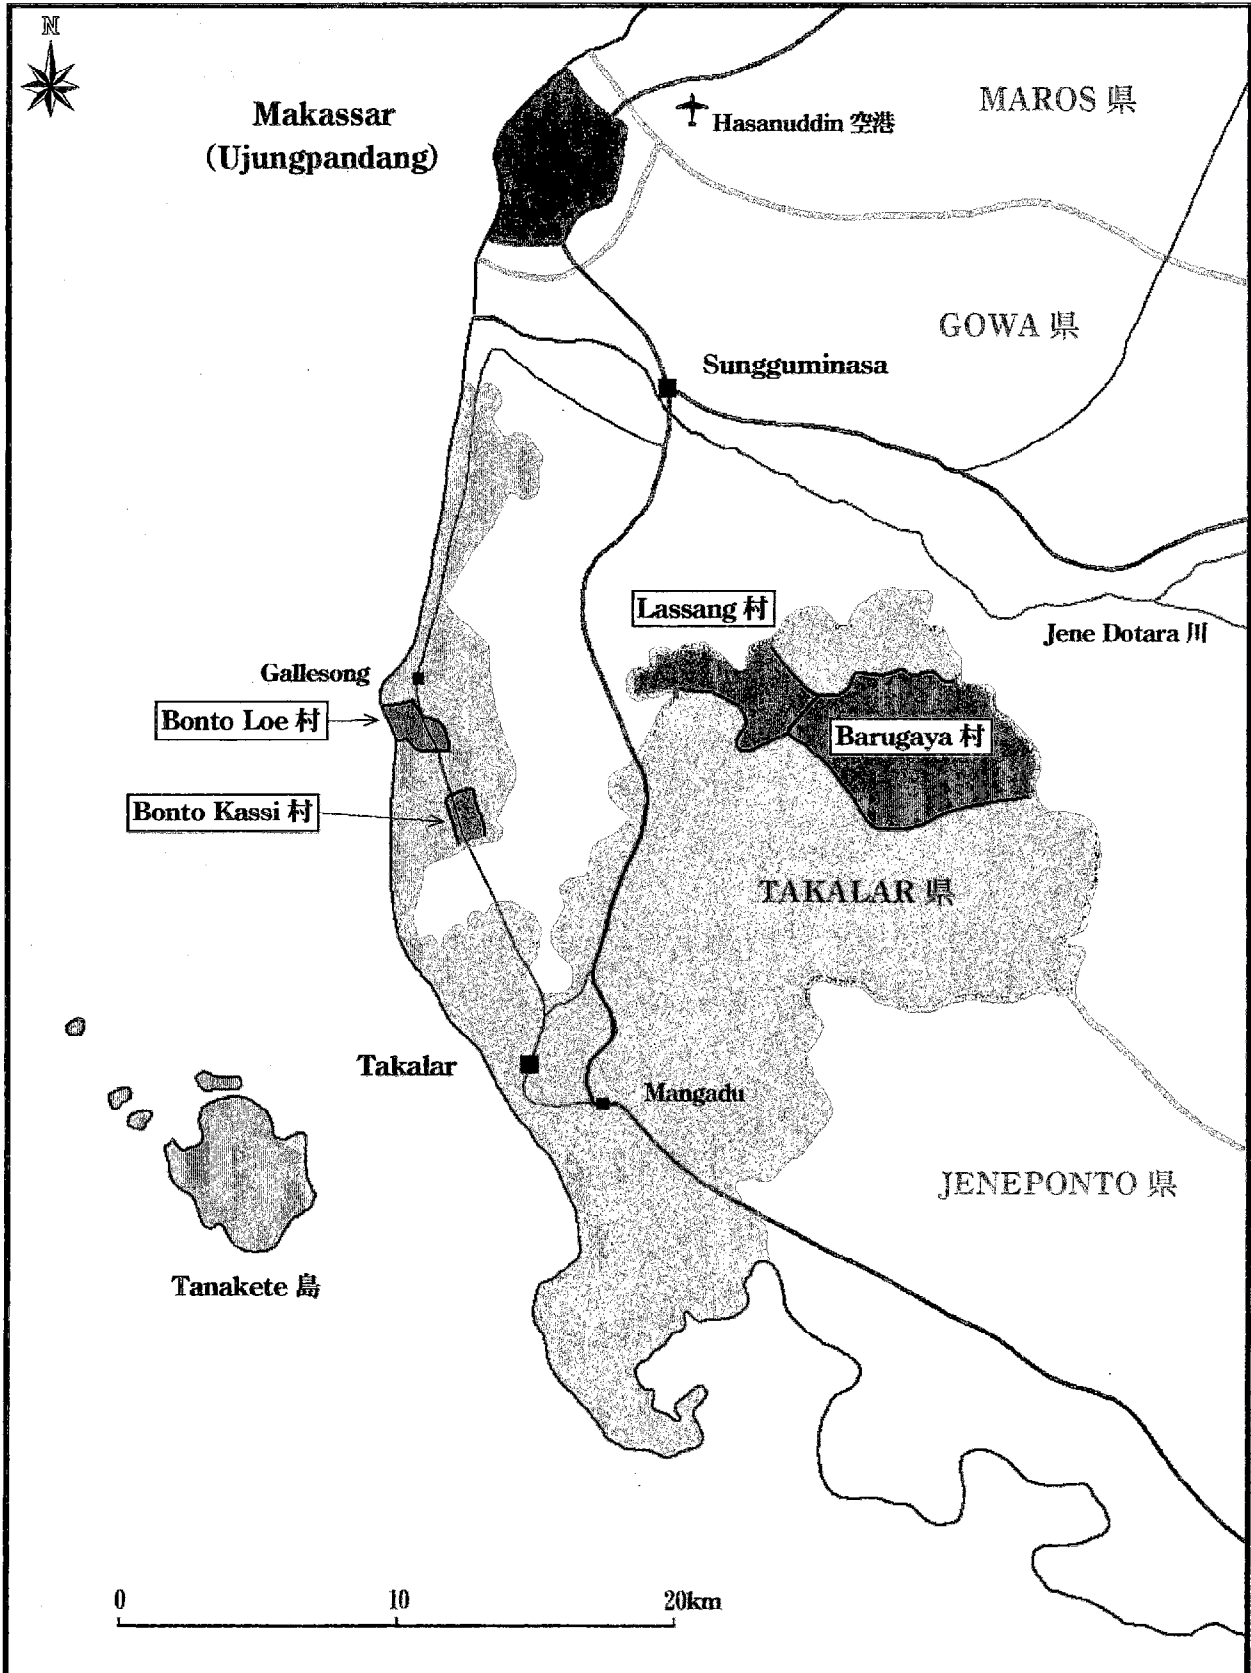 N
Makassar
(Ujungpandang)
Hasanuddin 空港
MAROS 県
GOWA 県
Sungguminasa
Lassang 村
Jene Dotara 川
Gallesong
Bonto Loe 村
Barugaya 村
Bonto Kassi 村
TAKALAR 県
Takalar
Mangadu
JENEPONTO 県
Tanakete 島
0 10 20km